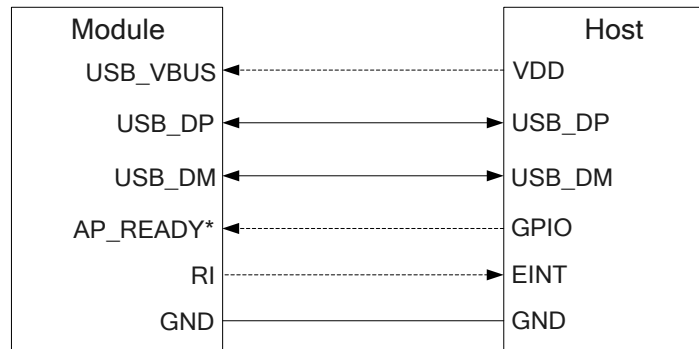 Module Host
USB_VBUS VDD
USB_DP USB_DP
USB_DM USB_DM
AP_READY* GPIO
RI EINT
GND GND